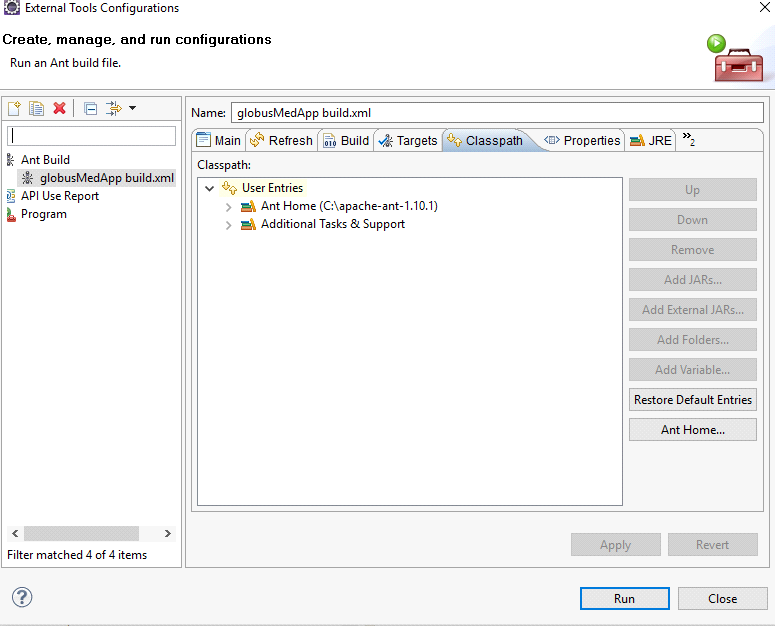 External Tools Configurations
Create, manage, and run configurations
Run an Ant build file.
Ant Build
globusMedApp build.xml
API Use Report
Program
Filter matched 4 of 4 items
Name: globusMedApp build.xml
Main Refresh Build Targets Classpath Properties JRE »2
Classpath:
User Entries
Ant Home (C:\apache-ant-1.10.1)
Additional Tasks & Support
Up
Down
Remove
Add JARs...
Add External JARs...
Add Folders...
Add Variable...
Restore Default Entries
Ant Home...
Apply Revert
? Run Close